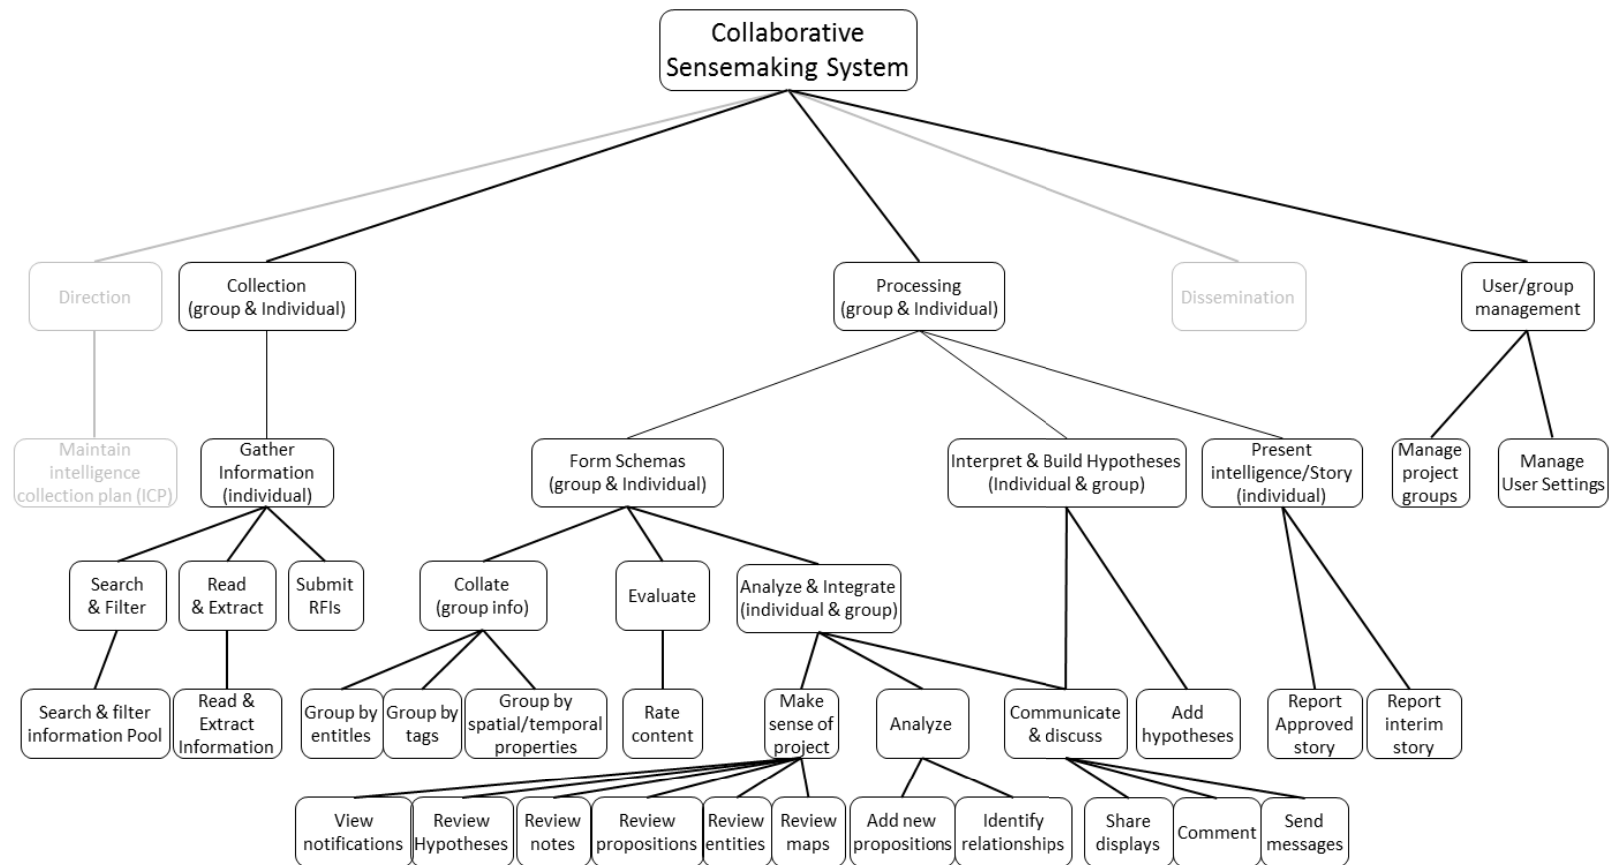 Collaborative
Sensemaking System
Direction
Collection
(group & Individual)
Processing
(group & Individual)
Dissemination
User/group
management
Maintain
intelligence
collection plan (ICP)
Gather
Information
(individual)
Form Schemas
(group & Individual)
Interpret & Build Hypotheses
(Individual & group)
Present
intelligence/Story
(individual)
Manage
project
groups
Manage
User Settings
Search
& Filter
Read
& Extract
Submit
RFIs
Collate
(group info)
Evaluate
Analyze & Integrate
(individual & group)
Search & filter
information Pool
Read &
Extract
Information
Group by
entitles
Group by
tags
Group by
spatial/temporal
properties
Rate
content
Make
sense of
project
Analyze
Communicate
& discuss
Add
hypotheses
Report
Approved
story
Report
interim
story
View
notifications
Review
Hypotheses
Review
notes
Review
propositions
Review
entities
Review
maps
Add new
propositions
Identify
relationships
Share
displays
Comment
Send
messages